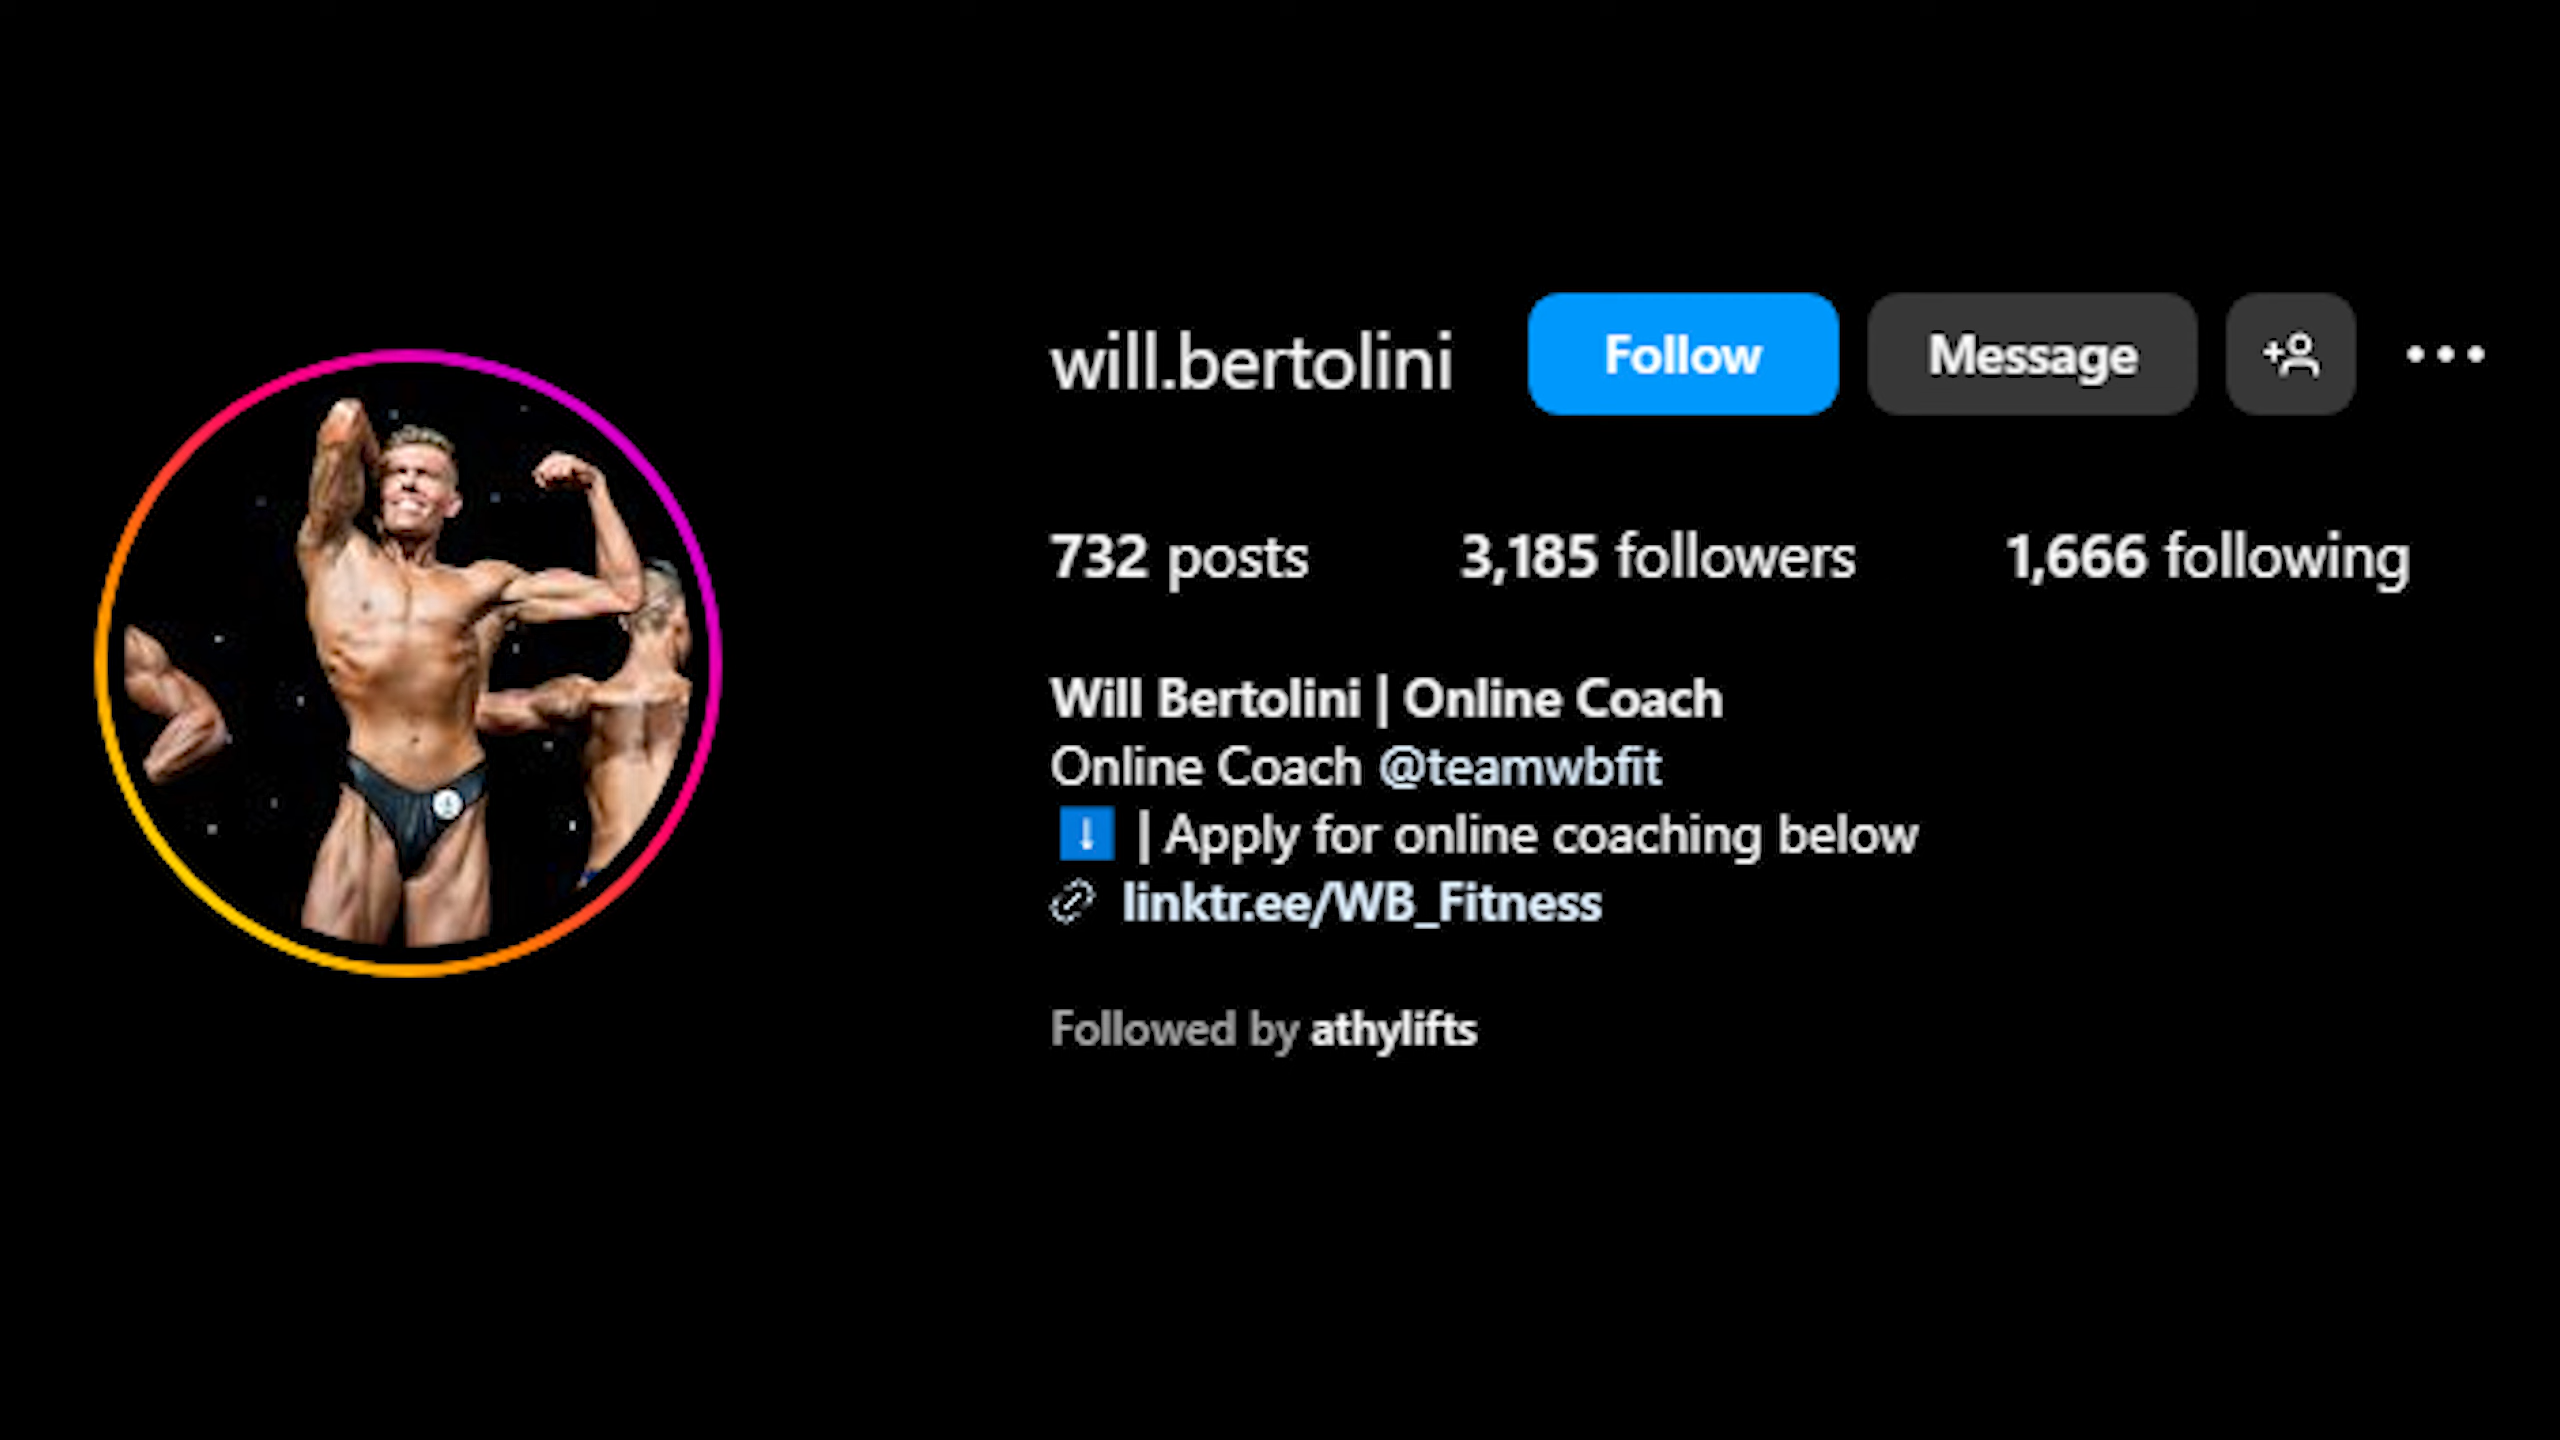 will.bertolini Follow Message
732 posts 3,185 followers 1,666 following
Will Bertolini | Online Coach
Online Coach @teamwbfit
⬇️ | Apply for online coaching below
linktr.ee/WB_Fitness
Followed by athylifts